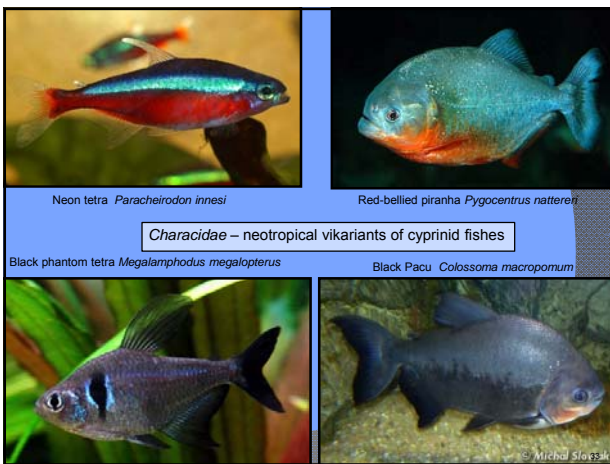 Neon tetra Paracheirodon innesi
Red-bellied piranha Pygocentrus nattereri
Characidae – neotropical vikariants of cyprinid fishes
Black phantom tetra Megalamphodus megalopterus
Black Pacu Colossoma macropomum
© Michal